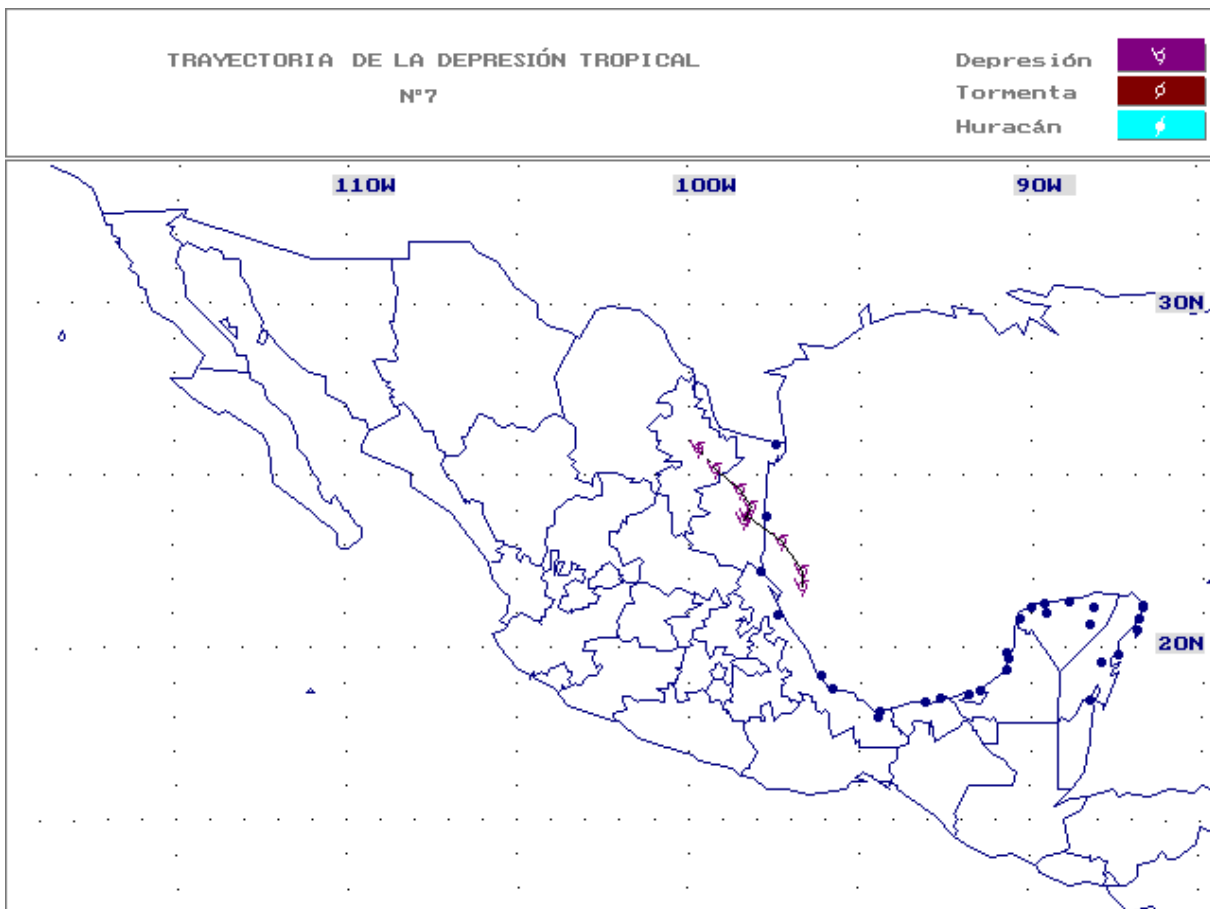 TRAYECTORIA DE LA DEPRESIÓN TROPICAL
Nº7
Depresión
Tormenta
Huracán
110W 100W 90W
30N
20N